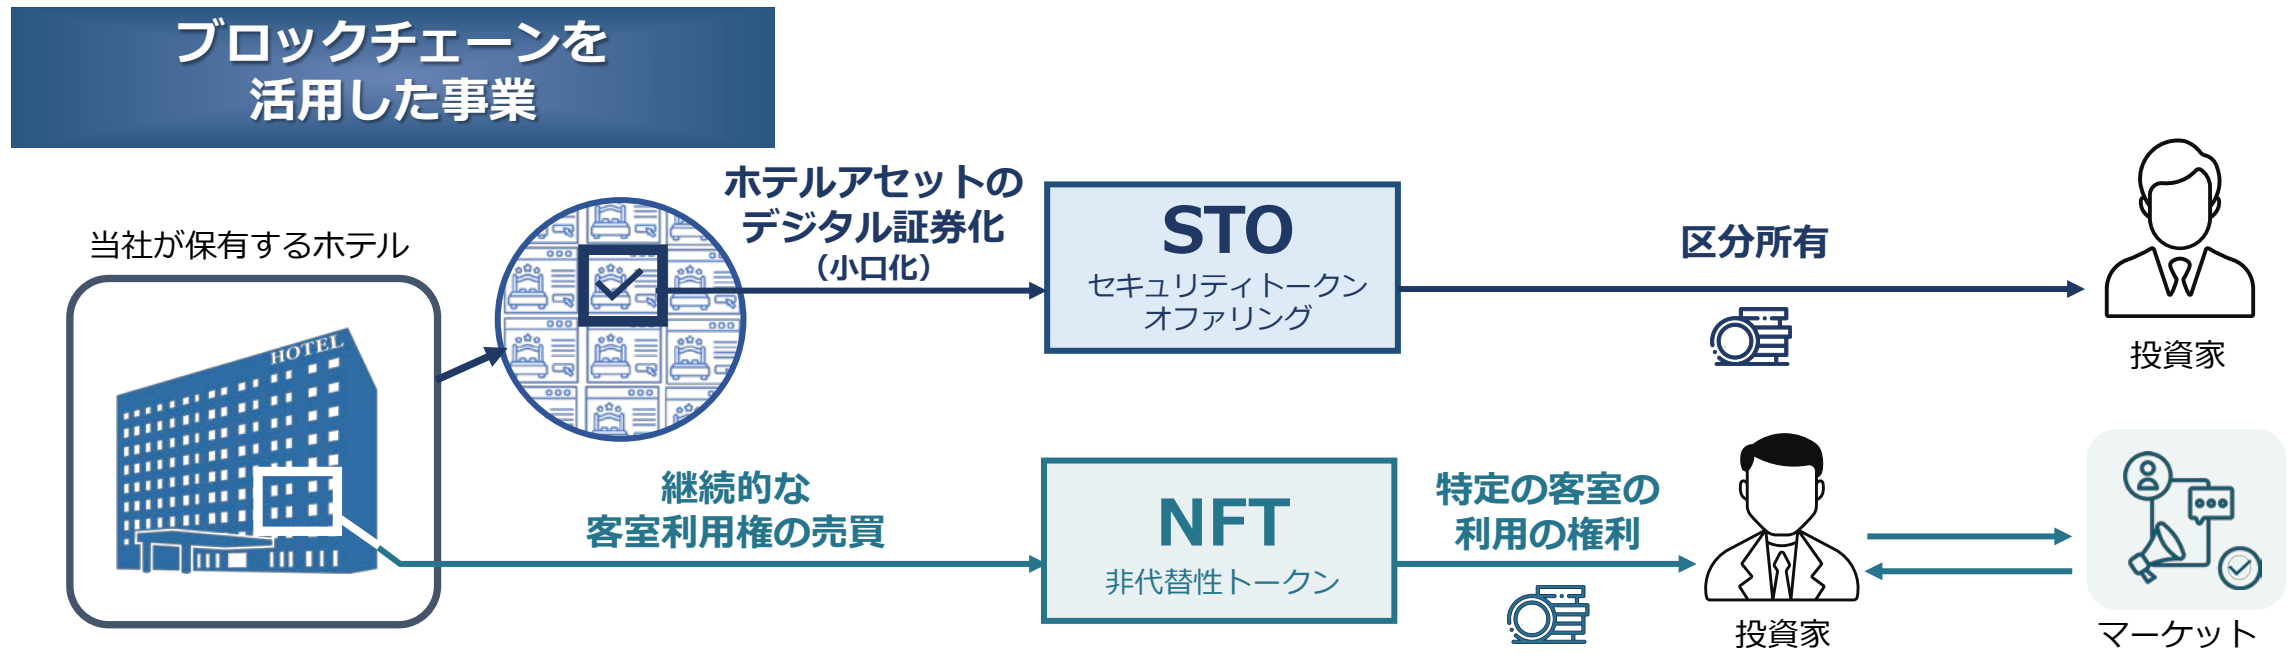 ブロックチェーンを
活用した事業
当社が保有するホテル
HOTEL
ホテルアセットの
デジタル証券化
（小口化）
STO
セキュリティトークン
オファリング
区分所有
投資家
継続的な
客室利用権の売買
NFT
非代替性トークン
特定の客室の
利用の権利
投資家
マーケット